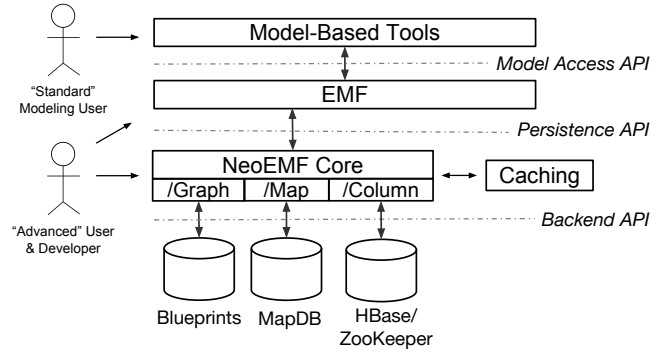 Model-Based Tools
Model Access API
“Standard”
Modeling User
EMF
Persistence API
NeoEMF Core
/Graph
/Map
/Column
Caching
“Advanced” User
& Developer
Backend API
Blueprints
MapDB
HBase/
ZooKeeper